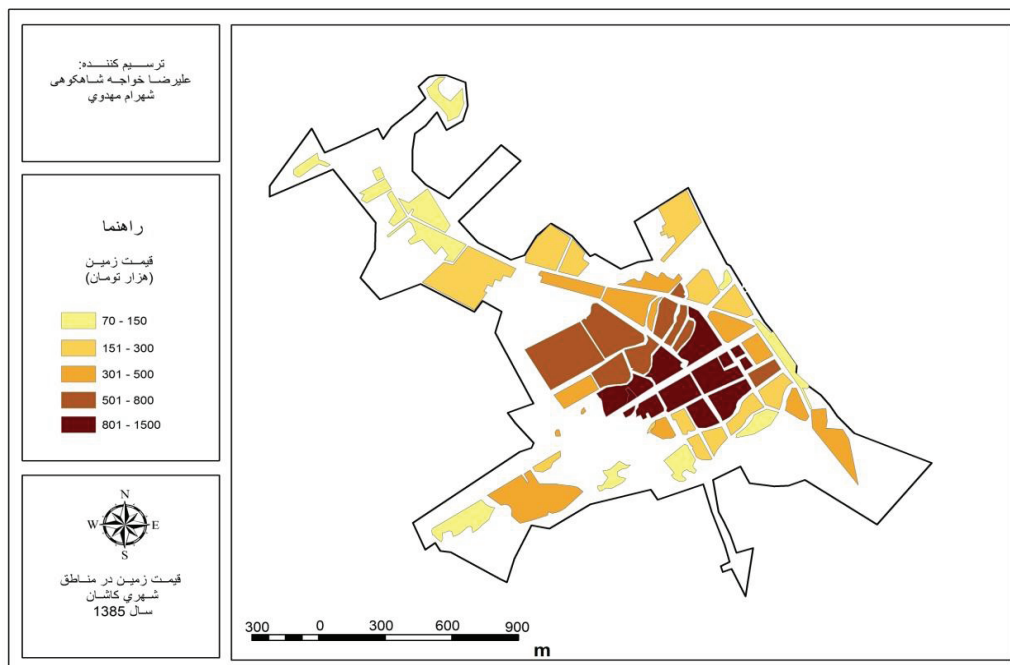 ترسیم کننده:
علیرضا خواجه شاهکوهی
شهرام مهدوي
راهنما
قیمت زمین
(هزار تومان)
70 - 150
151 - 300
301 - 500
501 - 800
801 - 1500
N
W E
S
قیمت زمین در مناطق
شهري کاشان
سال 1385
300 0 300 600 900
m